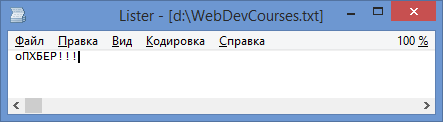 Lister - [d:\WebDevCourses.txt]
Файл Правка Вид Кодировка Справка 100 %
оПХБЕР!!!